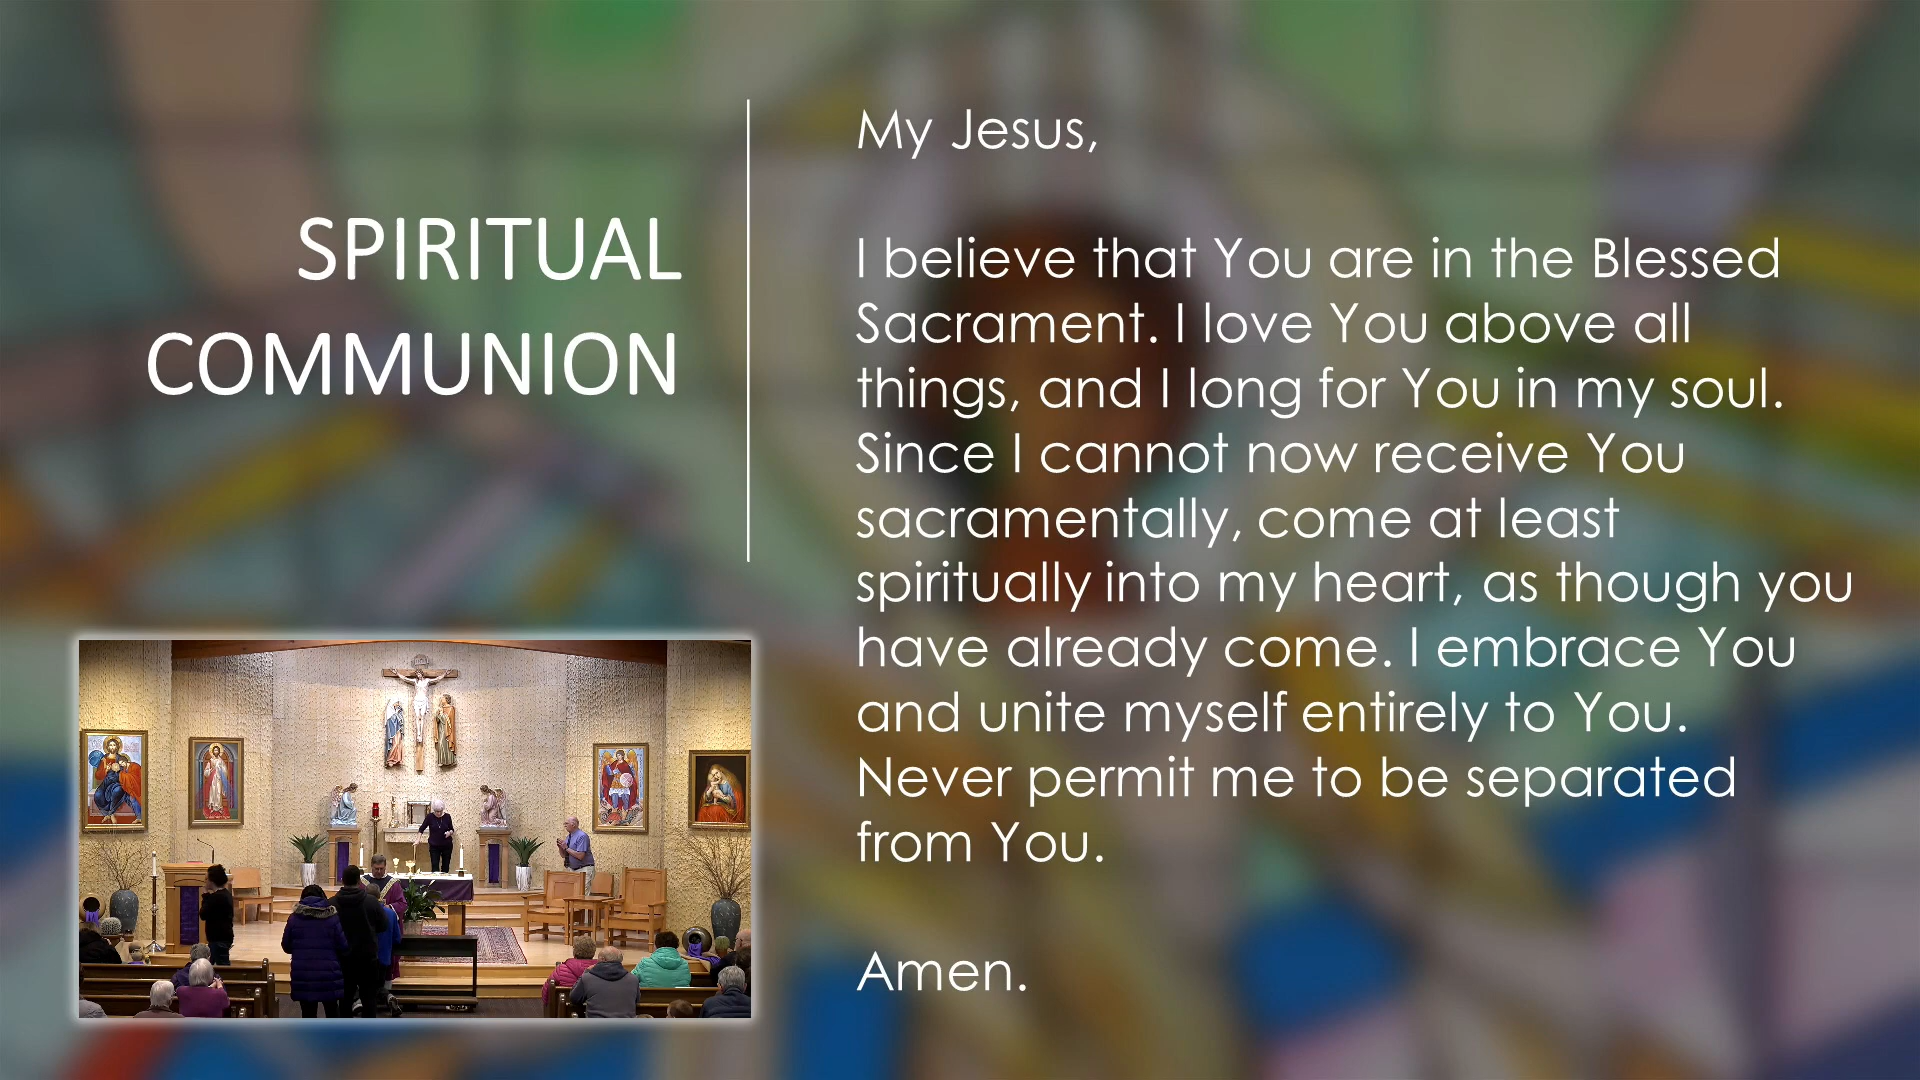 SPIRITUAL
COMMUNION
My Jesus,
I believe that You are in the Blessed
Sacrament. I love You above all
things, and I long for You in my soul.
Since I cannot now receive You
sacramentally, come at least
spiritually into my heart, as though you
have already come. I embrace You
and unite myself entirely to You.
Never permit me to be separated
from You.
Amen.